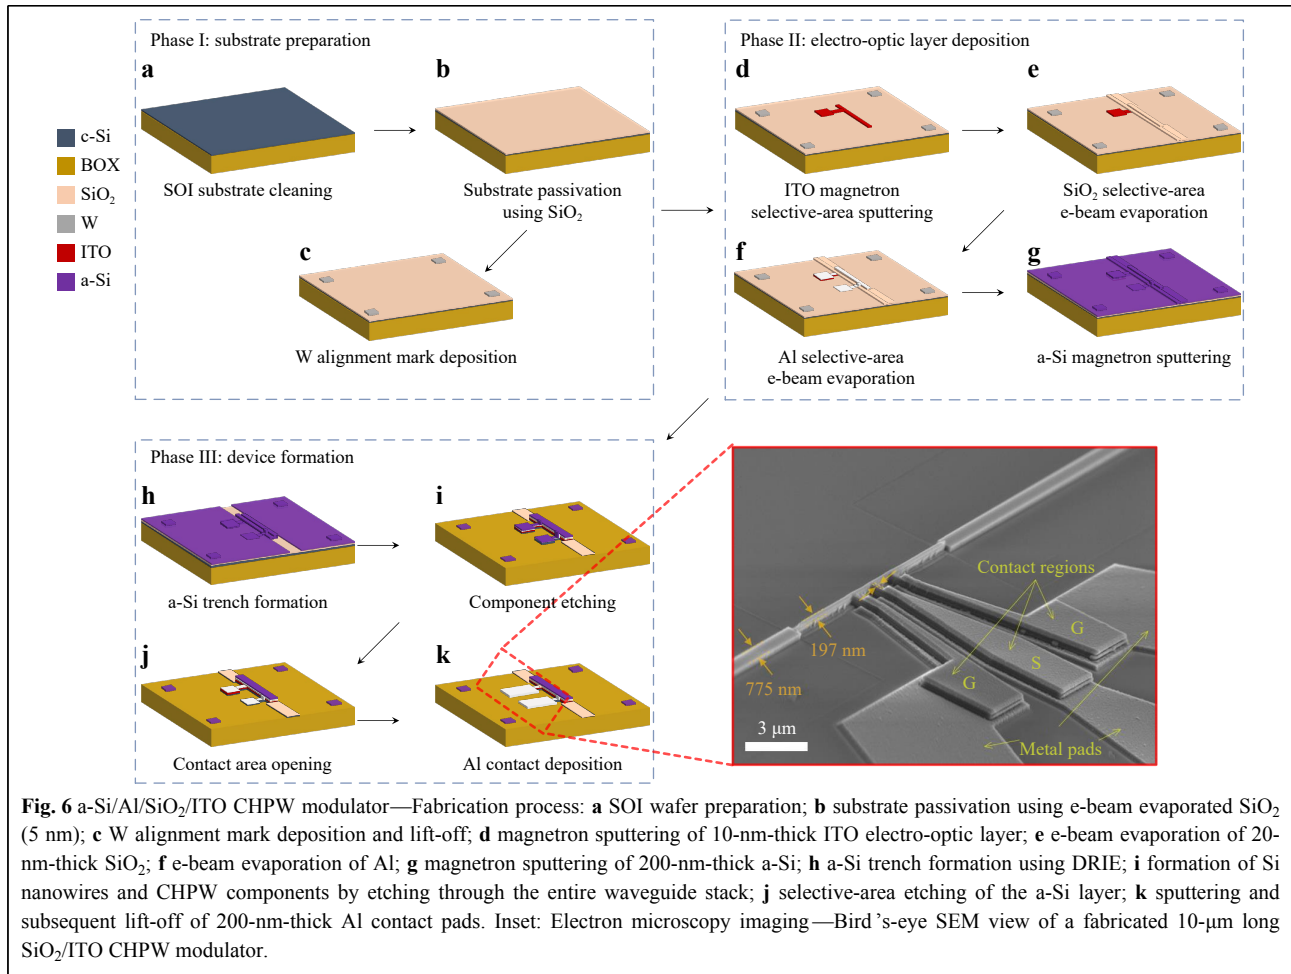 Phase I: substrate preparation
a
b
c-Si
BOX
SiO₂
W
ITO
a-Si
SOI substrate cleaning
Substrate passivation
using SiO₂
c
W alignment mark deposition
Phase II: electro-optic layer deposition
d
e
ITO magnetron
selective-area sputtering
SiO₂ selective-area
e-beam evaporation
f
g
Al selective-area
e-beam evaporation
a-Si magnetron sputtering
Phase III: device formation
h
i
a-Si trench formation
Component etching
j
k
Contact area opening
Al contact deposition
Contact regions
G
S
G
197 nm
775 nm
3 μm
Metal pads
Fig. 6 a-Si/Al/SiO₂/ITO CHPW modulator—Fabrication process: a SOI wafer preparation; b substrate passivation using e-beam evaporated SiO₂
(5 nm); c W alignment mark deposition and lift-off; d magnetron sputtering of 10-nm-thick ITO electro-optic layer; e e-beam evaporation of 20-
nm-thick SiO₂; f e-beam evaporation of Al; g magnetron sputtering of 200-nm-thick a-Si; h a-Si trench formation using DRIE; i formation of Si
nanowires and CHPW components by etching through the entire waveguide stack; j selective-area etching of the a-Si layer; k sputtering and
subsequent lift-off of 200-nm-thick Al contact pads. Inset: Electron microscopy imaging—Bird's-eye SEM view of a fabricated 10-μm long
SiO₂/ITO CHPW modulator.